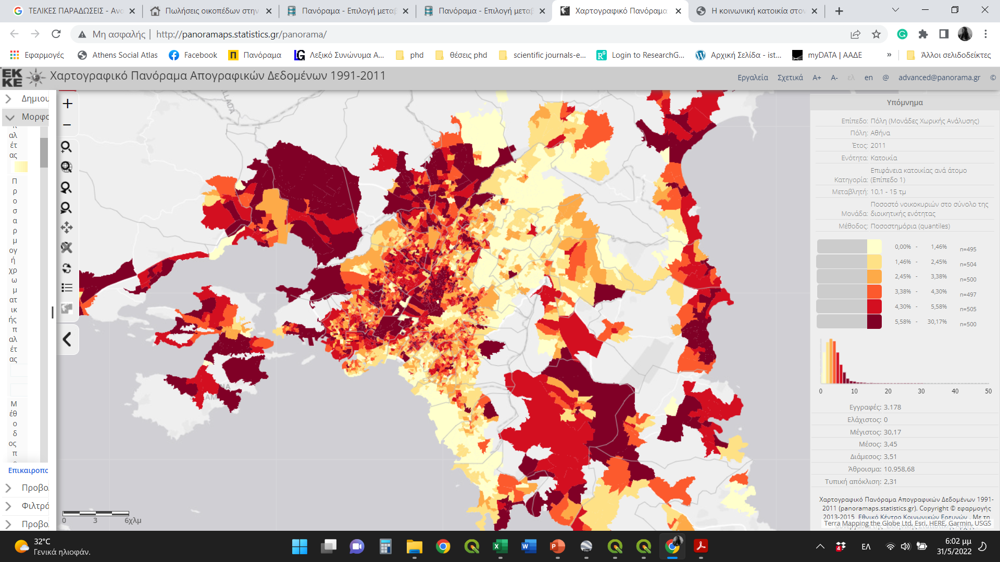 ΤΕΛΙΚΕΣ ΠΑΡΑΔΩΣΕΙΣ - Ανα
Πωλήσεις οικοπέδων στην
Πανόραμα - Επιλογή μεταβ
Πανόραμα - Επιλογή μεταβ
Χαρτογραφικό Πανόραμα
Η κοινωνική κατοικία στον
Μη ασφαλής | http://panoramaps.statistics.gr/panorama/
Εφαρμογές
Athens Social Atlas
Facebook
Πανόραμα
Λεξικό Συνώνυμα Α...
phd
θέσεις phd
scientific journals-e...
Login to ResearchG...
Αρχική Σελίδα - ist...
myDATA | ΑΑΔΕ
»
Άλλοι σελιδοδείκτες
EK
KE
Χαρτογραφικό Πανόραμα Απογραφικών Δεδομένων 1991-2011
Εργαλεία Σχετικά A+ A- ελ en @ advanced@panorama.gr ©
Δημιου
Μορφο
αλ
έτ
ας
Π
ρ
ο
σ
α
ρ
μ
ογ
ή
χρ
ω
μ
ατ
ικ
ής
π
αλ
έτ
ας
Μ
έθ
ο
δ
ος
π
Επικαιροπο
Προβολ
Φιλτρά
Προβολ
+
−
0 3 6χλμ
Υπόμνημα
Επίπεδο: Πόλη (Μονάδες Χωρικής Ανάλυσης)
Πόλη: Αθήνα
Έτος: 2011
Ενότητα: Κατοικία
Κατηγορία: Επιφάνεια κατοικίας ανά άτομο
(Επίπεδο 1)
Μεταβλητή: 10,1 - 15 τμ
Μονάδα: Ποσοστό νοικοκυριών στο σύνολο της
διοικητικής ενότητας
Μέθοδος: Ποσοστημόρια (quantiles)
0,00% - 1,46% n=495
1,46% - 2,45% n=504
2,45% - 3,38% n=500
3,38% - 4,30% n=497
4,30% - 5,58% n=505
5,58% - 30,17% n=500
0 10 20 30 40 50
Εγγραφές: 3.178
Ελάχιστος: 0
Μέγιστος: 30,17
Μέσος: 3,45
Διάμεσος: 3,51
Άθροισμα: 10.958,68
Τυπική απόκλιση: 2,31
Χαρτογραφικό Πανόραμα Απογραφικών Δεδομένων 1991-
2011 (panoramaps.statistics.gr). Copyright © εφαρμογής
2013-2015, Εθνικό Κέντρο Κοινωνικών Ερευνών . Με τη
Terra Mapping the Globe Ltd, Esri, HERE, Garmin, USGS
32°C
Γενικά ηλιοφάν.
4
ΕΛ
6:02 μμ
31/5/2022